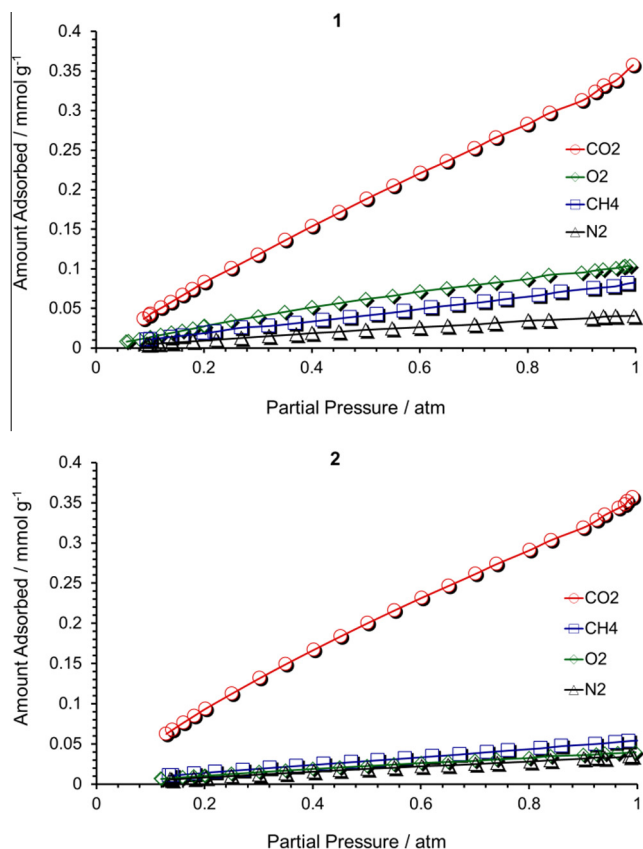 1
0.4
0.35
0.3
0.25
0.2
0.15
0.1
0.05
0
Amount Adsorbed / mmol g-1
CO2
O2
CH4
N2
0 0.2 0.4 0.6 0.8 1
Partial Pressure / atm
2
0.4
0.35
0.3
0.25
0.2
0.15
0.1
0.05
0
Amount Adsorbed / mmol g-1
CO2
CH4
O2
N2
0 0.2 0.4 0.6 0.8 1
Partial Pressure / atm